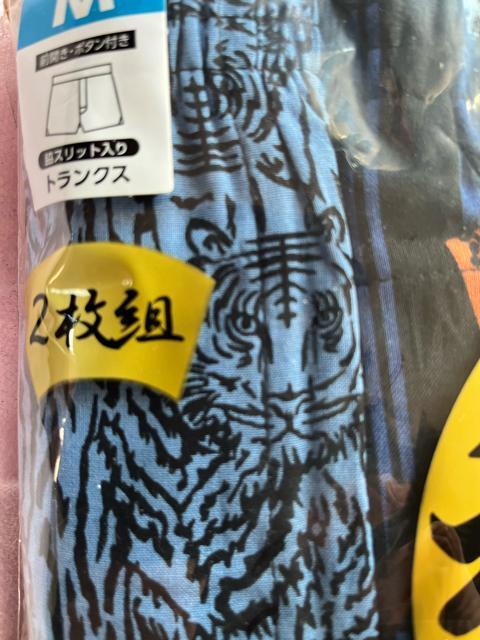 M
前開き・ボタン付き
脇スリット入り
トランクス
2枚組